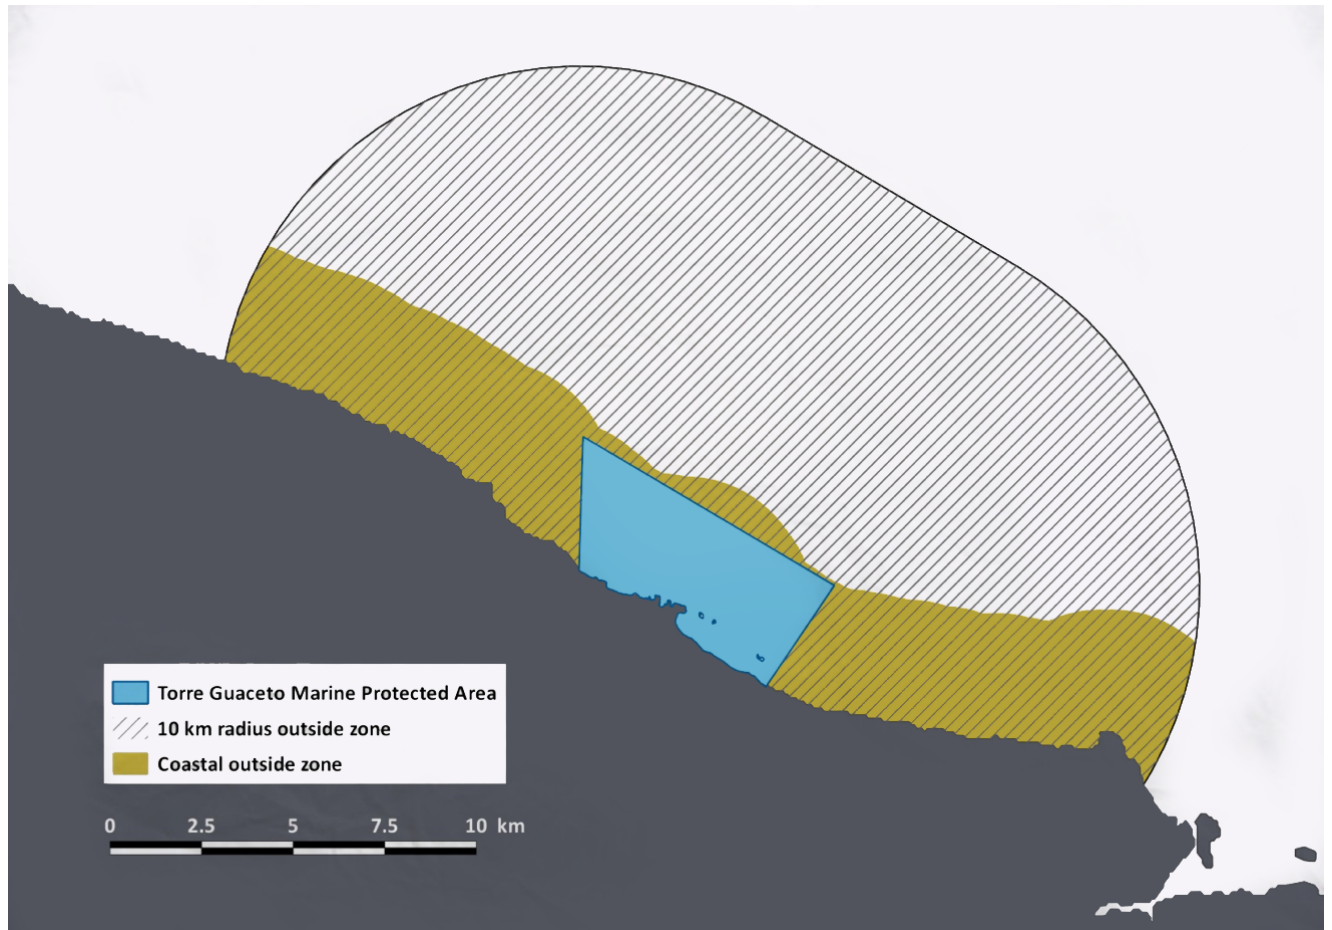 Torre Guaceto Marine Protected Area
10 km radius outside zone
Coastal outside zone
0 2.5 5 7.5 10 km